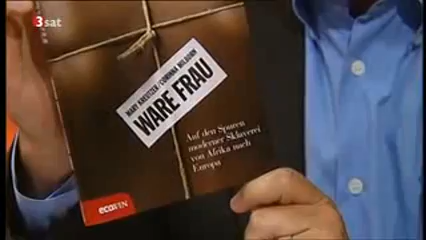 3sat
MARY KREUTZER / CORINNA MILBORN
WARE FRAU
Auf den Spuren
moderner Sklaverei
von Afrika nach
Europa
ecoWIN